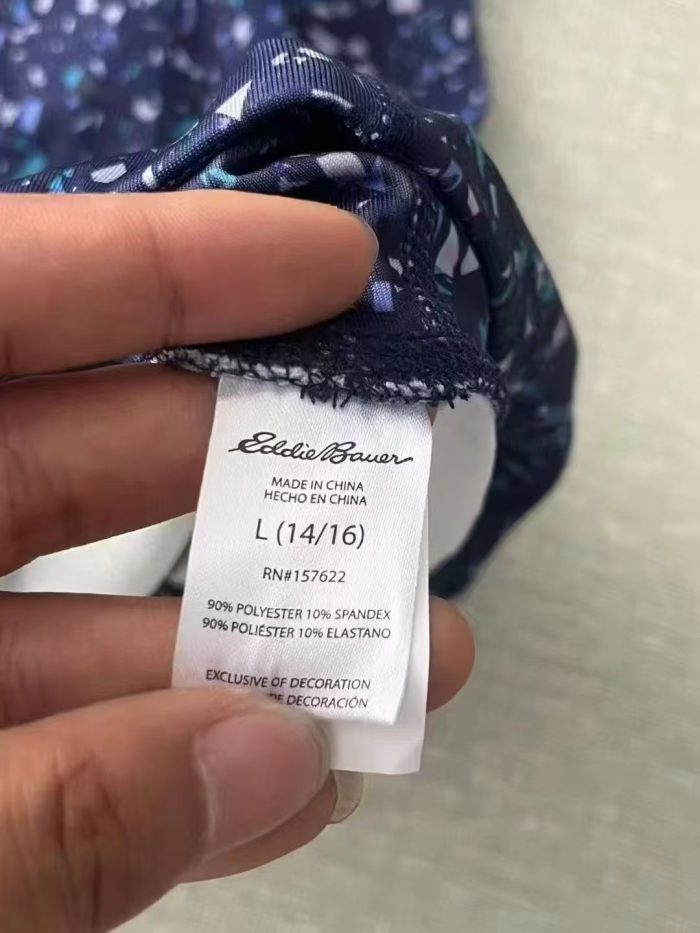 Eddie Bauer
MADE IN CHINA
HECHO EN CHINA
L (14/16)
RN#157622
90% POLYESTER 10% SPANDEX
90% POLIÉSTER 10% ELASTANO
EXCLUSIVE OF DECORATION
DE DECORACIÓN